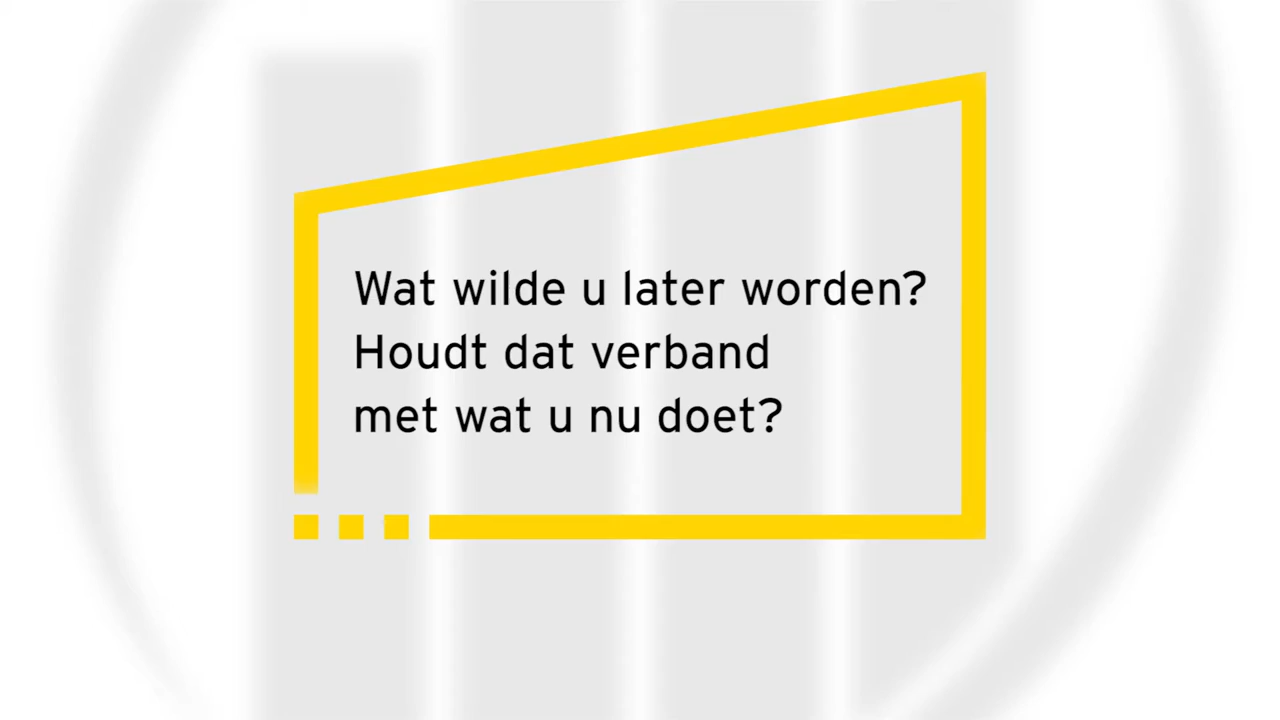 Wat wilde u later worden?
Houdt dat verband
met wat u nu doet?